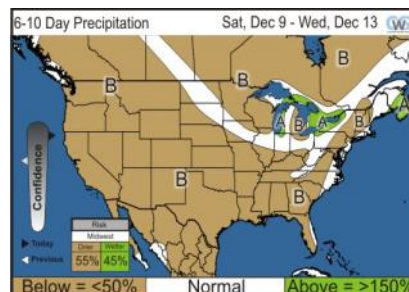 6-10 Day Precipitation Sat, Dec 9 - Wed, Dec 13
B
B
B
B
A
B
A
B
B
B
Confidence
Risk
Midwest
Drier Wetter
55% 45%
Today
Previous
Below = <50% Normal Above = >150%